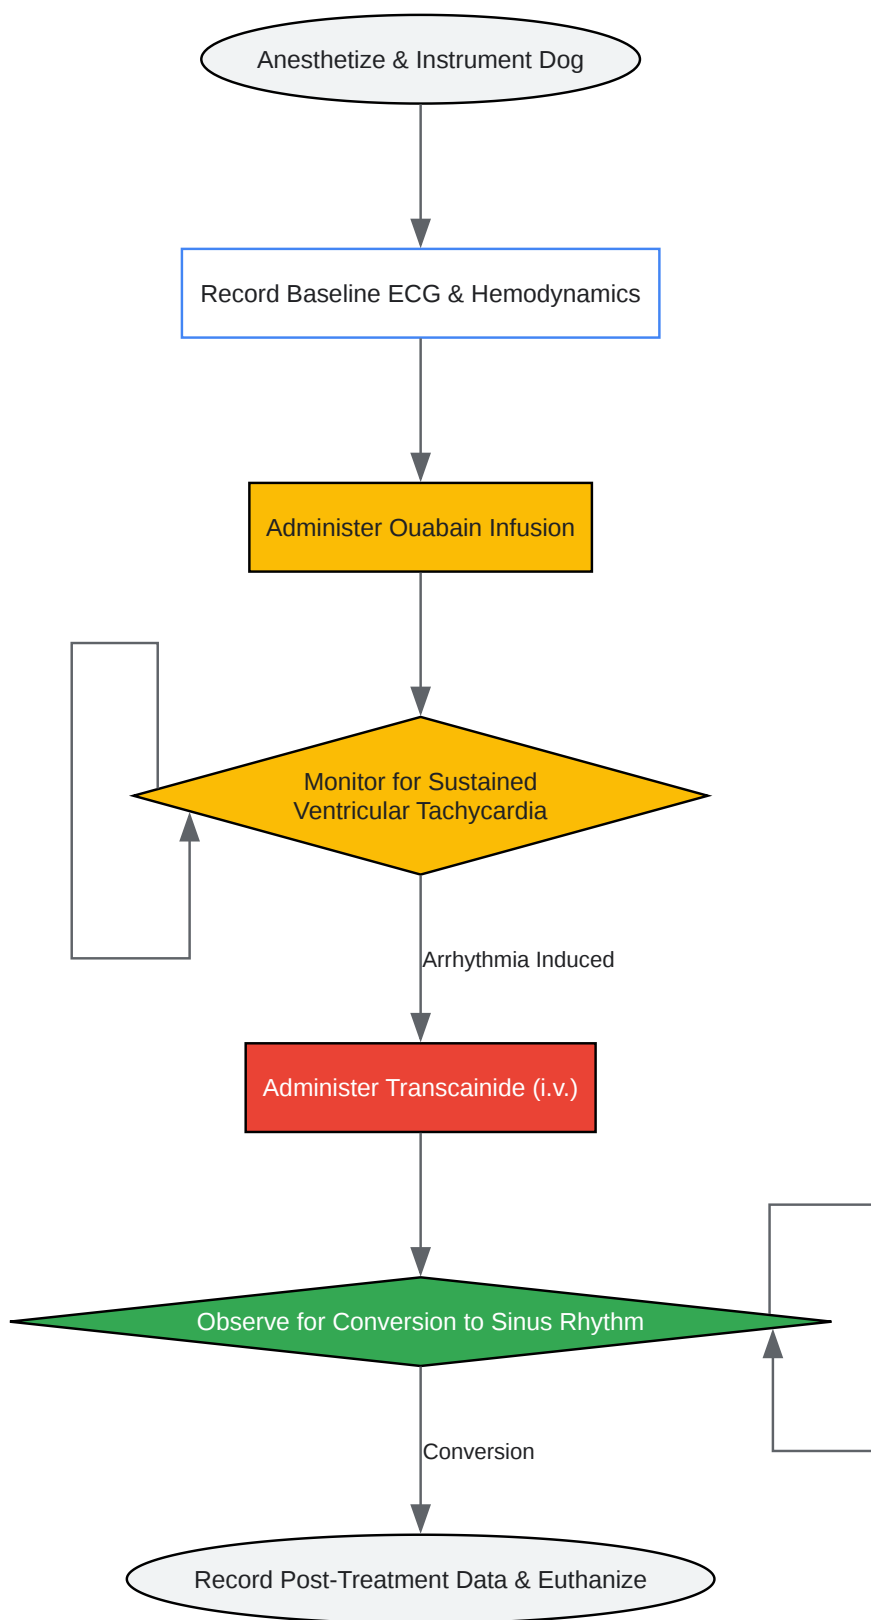 Anesthetize & Instrument Dog
Record Baseline ECG & Hemodynamics
Administer Ouabain Infusion
Monitor for Sustained
Ventricular Tachycardia
Arrhythmia Induced
Administer Transcainide (i.v.)
Observe for Conversion to Sinus Rhythm
Conversion
Record Post-Treatment Data & Euthanize